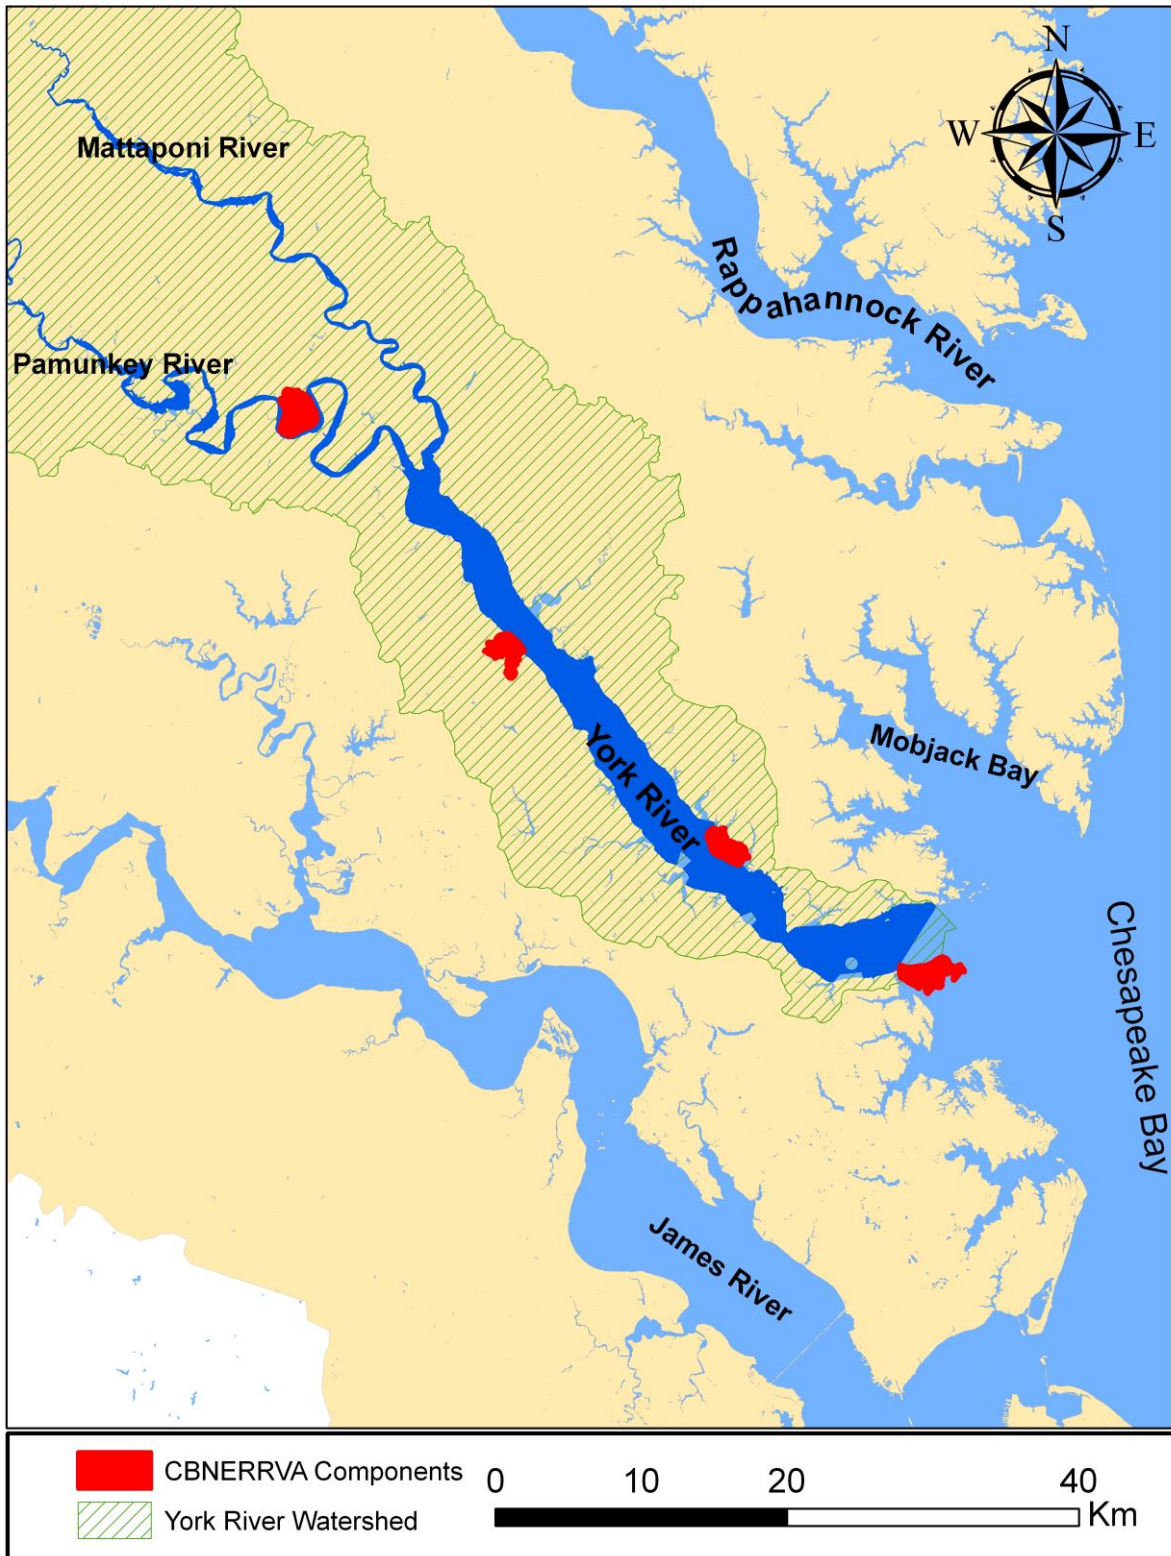 N
W E
S
Mattaponi River
Rappahannock River
Pamunkey River
York River
Mobjack Bay
Chesapeake Bay
James River
CBNERRVA Components
York River Watershed
0 10 20 40
Km